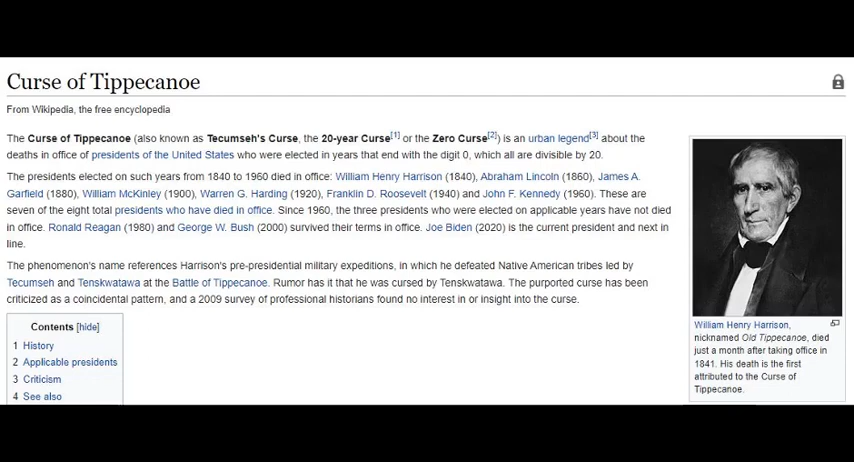 Curse of Tippecanoe
From Wikipedia, the free encyclopedia
The Curse of Tippecanoe (also known as Tecumseh's Curse, the 20-year Curse[1] or the Zero Curse[2]) is an urban legend[3] about the
deaths in office of presidents of the United States who were elected in years that end with the digit 0, which all are divisible by 20.
The presidents elected on such years from 1840 to 1960 died in office: William Henry Harrison (1840), Abraham Lincoln (1860), James A.
Garfield (1880), William McKinley (1900), Warren G. Harding (1920), Franklin D. Roosevelt (1940) and John F. Kennedy (1960). These are
seven of the eight total presidents who have died in office. Since 1960, the three presidents who were elected on applicable years have not died
in office. Ronald Reagan (1980) and George W. Bush (2000) survived their terms in office. Joe Biden (2020) is the current president and next in
line.
The phenomenon's name references Harrison's pre-presidential military expeditions, in which he defeated Native American tribes led by
Tecumseh and Tenskwatawa at the Battle of Tippecanoe. Rumor has it that he was cursed by Tenskwatawa. The purported curse has been
criticized as a coincidental pattern, and a 2009 survey of professional historians found no interest in or insight into the curse.
Contents [hide]
1 History
2 Applicable presidents
3 Criticism
4 See also
William Henry Harrison,
nicknamed Old Tippecanoe, died
just a month after taking office in
1841. His death is the first
attributed to the Curse of
Tippecanoe.